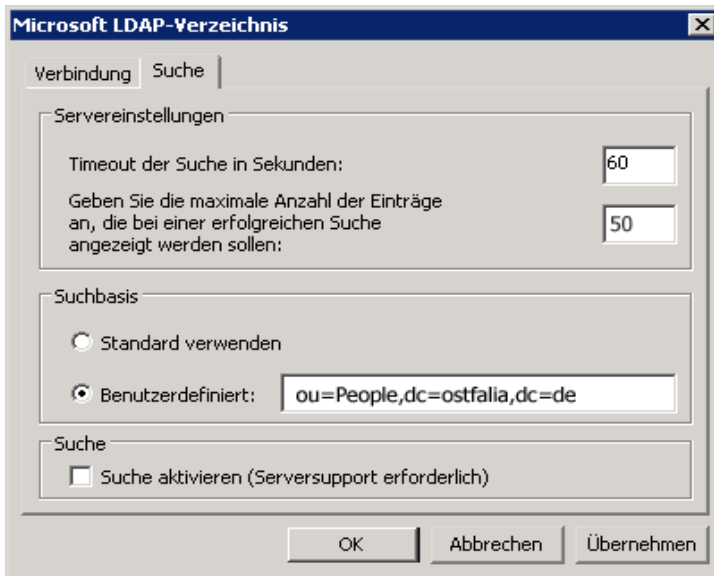 Microsoft LDAP-Verzeichnis
Verbindung
Suche
Servereinstellungen
Timeout der Suche in Sekunden:
60
Geben Sie die maximale Anzahl der Einträge
an, die bei einer erfolgreichen Suche
angezeigt werden sollen:
50
Suchbasis
Standard verwenden
Benutzerdefiniert:
ou=People,dc=ostfalia,dc=de
Suche
Suche aktivieren (Serversupport erforderlich)
OK
Abbrechen
Übernehmen